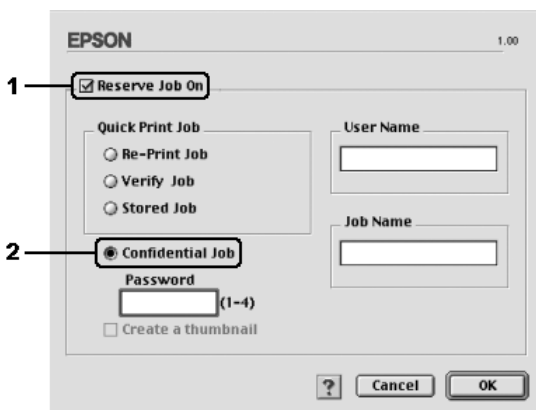 EPSON
1.00
1
Reserve Job On
Quick Print Job
Re-Print Job
Verify Job
Stored Job
User Name
Job Name
2
Confidential Job
Password
(1-4)
Create a thumbnail
?
Cancel
OK